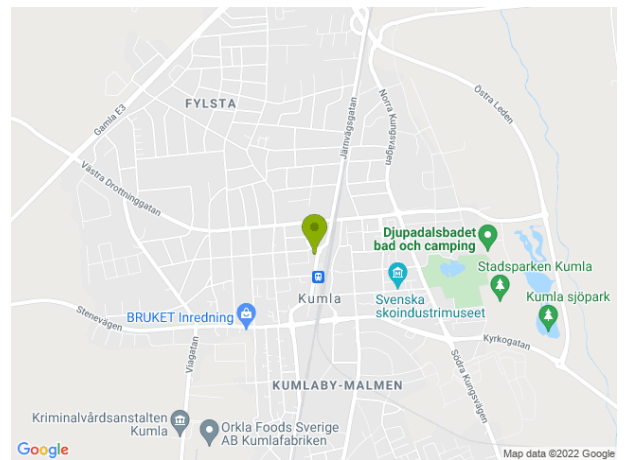 FYLSTA
Gamla E3
Järnvägsgatan
Norra Kungsvägen
Östra Leden
Västra Drottninggatan
Djupadalsbadet
bad och camping
Stadsparken Kumla
Kumla sjöpark
Svenska
skoindustrimuseet
Kumla
BRUKET Inredning
Stenevägen
Viagatan
Kyrkogatan
Södra Kungsvägen
KUMLABY-MALMEN
Kriminalvårdsanstalten
Kumla
Orkla Foods Sverige
AB Kumlafabriken
Google
Map data ©2022 Google